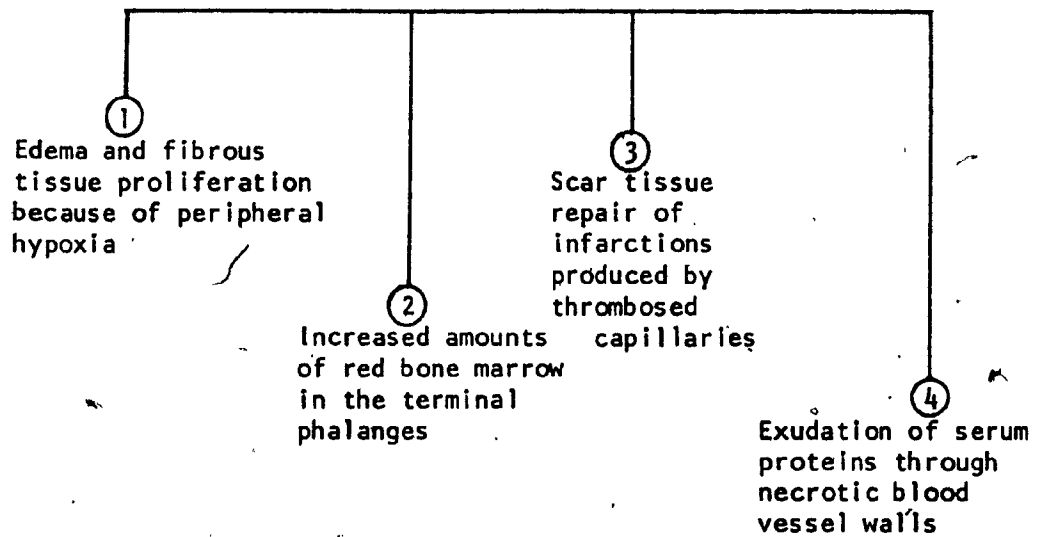 1
Edema and fibrous
tissue proliferation
because of peripheral
hypoxia
2
Increased amounts
of red bone marrow
in the terminal
phalanges
3
Scar tissue
repair of
infarctions
produced by
thrombosed
capillaries
4
Exudation of serum
proteins through
necrotic blood
vessel walls